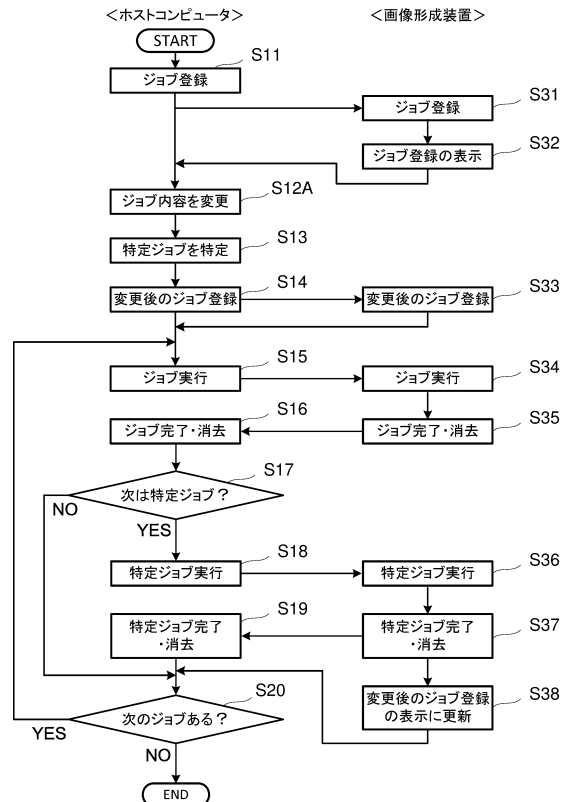 ＜ホストコンピュータ＞ ＜画像形成装置＞
START
S11
ジョブ登録
S31
ジョブ登録
S32
ジョブ登録の表示
S12A
ジョブ内容を変更
S13
特定ジョブを特定
S14
変更後のジョブ登録
S33
変更後のジョブ登録
S15
ジョブ実行
S34
ジョブ実行
S16
ジョブ完了・消去
S35
ジョブ完了・消去
S17
次は特定ジョブ？
NO
YES
S18
特定ジョブ実行
S36
特定ジョブ実行
S19
特定ジョブ完了
・消去
S37
特定ジョブ完了
・消去
S38
変更後のジョブ登録
の表示に更新
S20
次のジョブある？
YES
NO
END